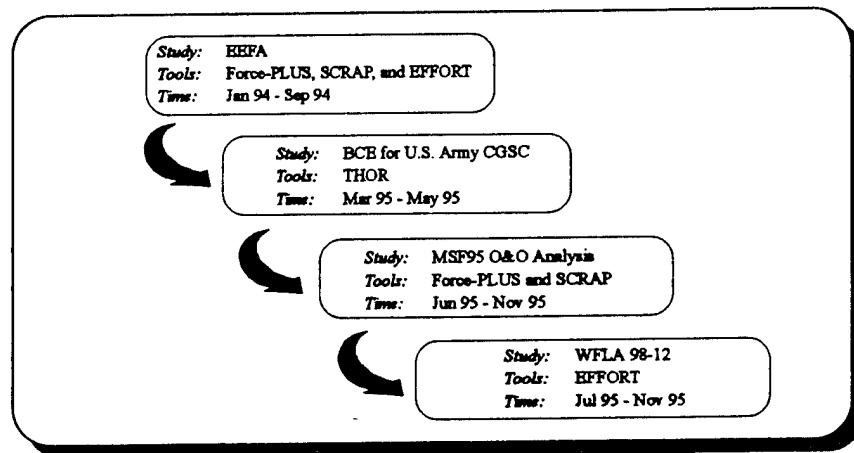 Study: EEFA
Tools: Force-PLUS, SCRAP, and EFFORT
Time: Jan 94 - Sep 94
Study: BCE for U.S. Army CGSC
Tools: THOR
Time: Mar 95 - May 95
Study: MSF95 O&O Analysis
Tools: Force-PLUS and SCRAP
Time: Jun 95 - Nov 95
Study: WFLA 98-12
Tools: EFFORT
Time: Jul 95 - Nov 95